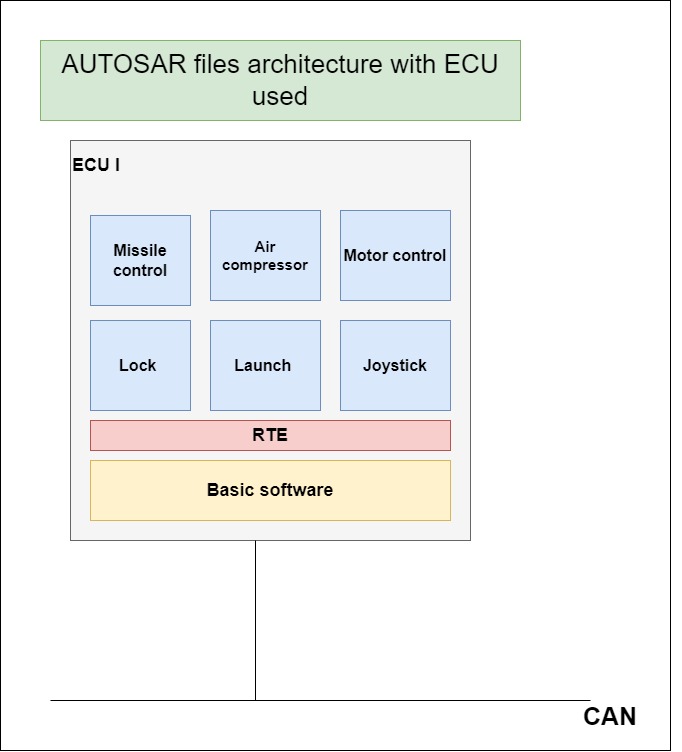 AUTOSAR files architecture with ECU
used
ECU I
Missile
control
Air
compressor
Motor control
Lock
Launch
Joystick
RTE
Basic software
CAN